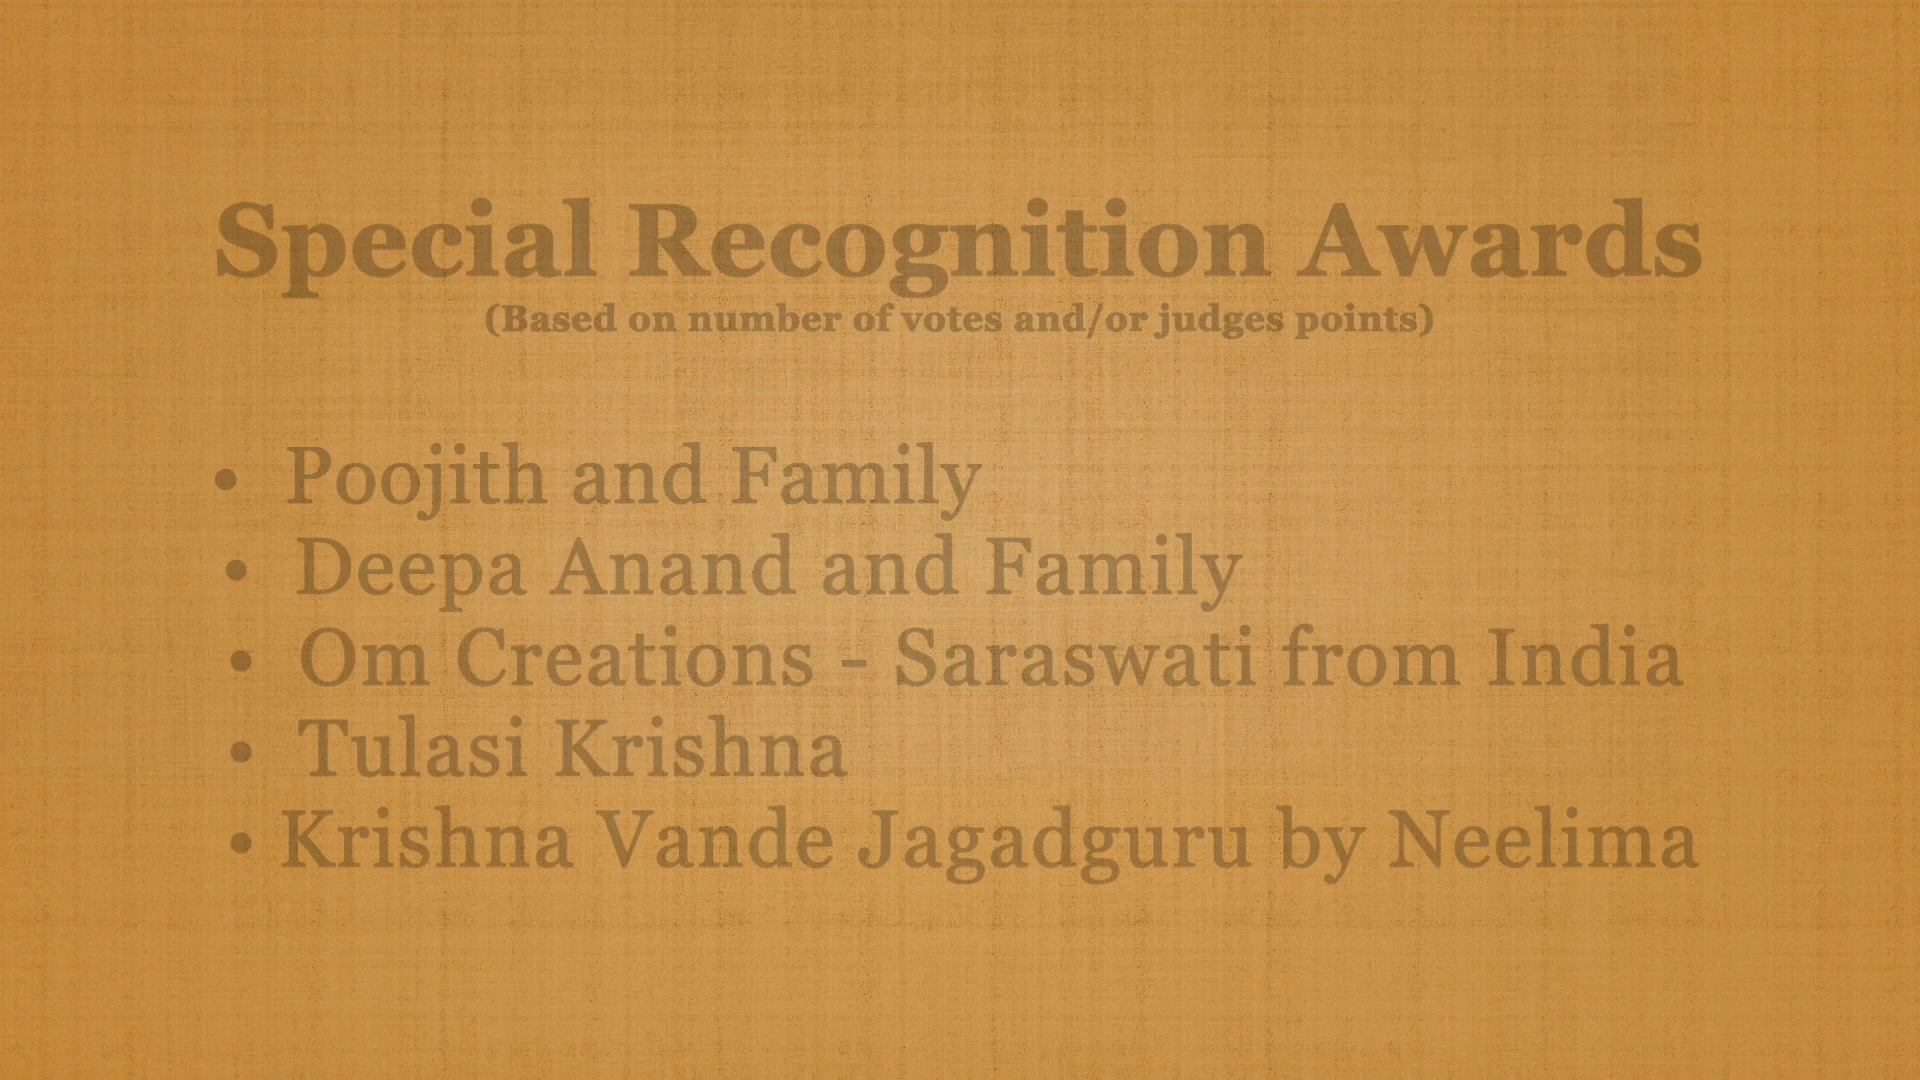 Special Recognition Awards
(Based on number of votes and/or judges points)
• Poojith and Family
• Deepa Anand and Family
• Om Creations - Saraswati from India
• Tulasi Krishna
• Krishna Vande Jagadguru by Neelima